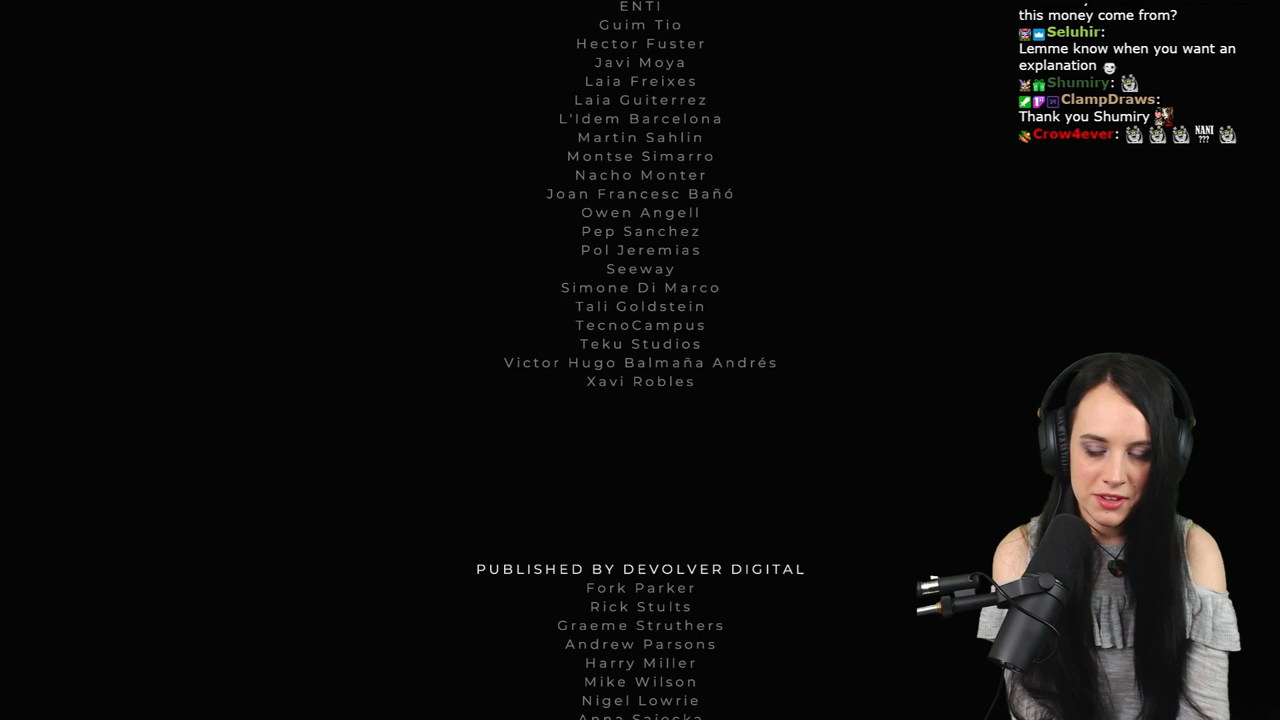 ENTI
Guim Tio
Hector Fuster
Javi Moya
Laia Freixes
Laia Guiterrez
L'Idem Barcelona
Martin Sahlin
Montse Simarro
Nacho Monter
Joan Francesc Bañó
Owen Angell
Pep Sanchez
Pol Jeremias
Seeway
Simone Di Marco
Tali Goldstein
TecnoCampus
Teku Studios
Victor Hugo Balmaña Andrés
Xavi Robles
PUBLISHED BY DEVOLVER DIGITAL
Fork Parker
Rick Stults
Graeme Struthers
Andrew Parsons
Harry Miller
Mike Wilson
Nigel Lowrie
this money come from?
Seluhir:
Lemme know when you want an
explanation
Shumiry:
ClampDraws:
Thank you Shumiry
Crow4ever: NANI
???